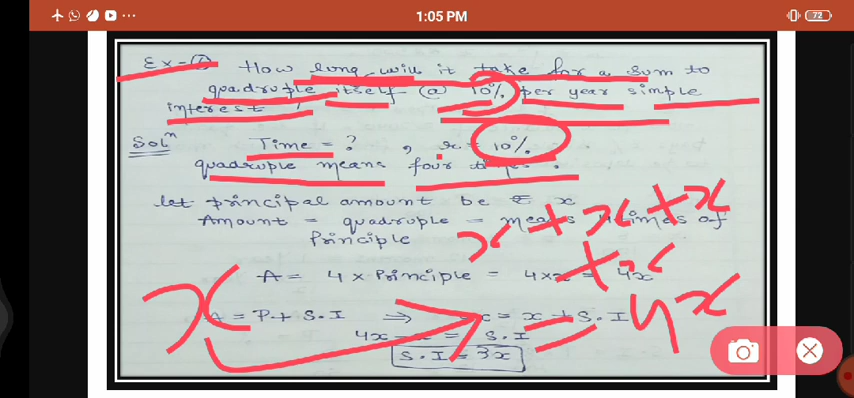 1:05 PM
72
Ex-(1) How long will it take for a sum to
quadruple itself @ 10% per year simple
interest ?
Solⁿ Time = ? , r = 10%.
quadruple means four
let principal amount be ₹ x
Amount = quadruple = means 4 times of
Principle
x + x + x
A = 4 x Principle = 4xx = 4x
+ x
A = P + S.I ⇒ = x + S.I
4x
x
4x - x = S.I
S.I = 3x